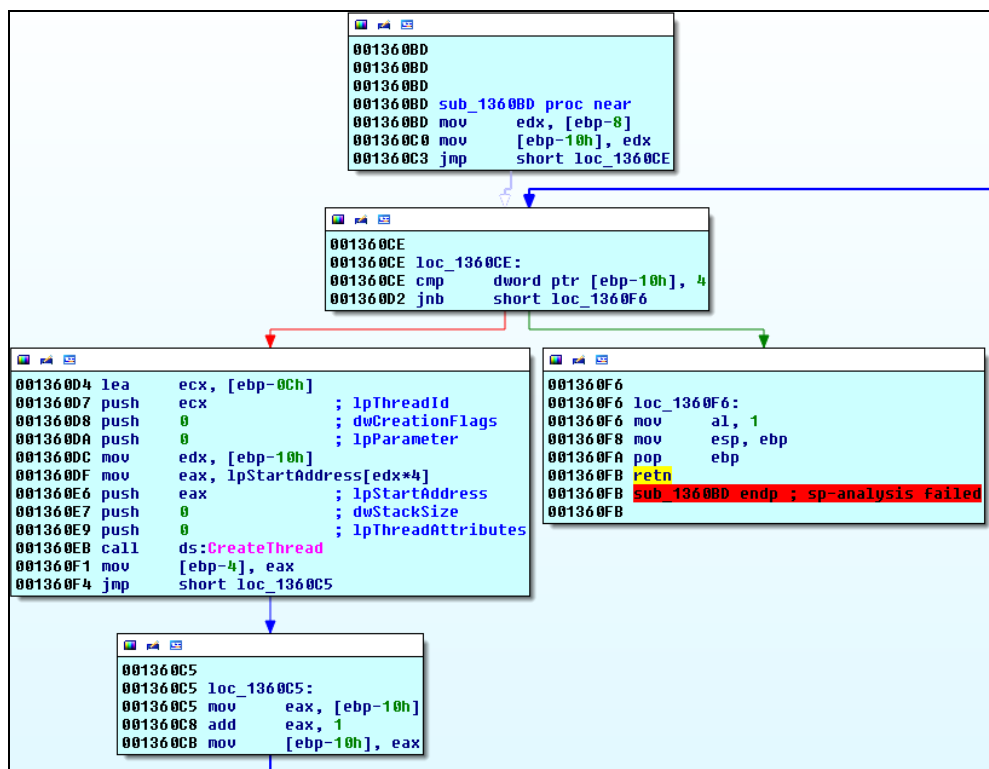 001360BD
001360BD
001360BD
001360BD sub_1360BD proc near
001360BD mov edx, [ebp-8]
001360C0 mov [ebp-10h], edx
001360C3 jmp short loc_1360CE
001360CE
001360CE loc_1360CE:
001360CE cmp dword ptr [ebp-10h], 4
001360D2 jnb short loc_1360F6
001360D4 lea ecx, [ebp-0Ch]
001360D7 push ecx ; lpThreadId
001360D8 push 0 ; dwCreationFlags
001360DA push 0 ; lpParameter
001360DC mov edx, [ebp-10h]
001360DF mov eax, lpStartAddress[edx*4]
001360E6 push eax ; lpStartAddress
001360E7 push 0 ; dwStackSize
001360E9 push 0 ; lpThreadAttributes
001360EB call ds:CreateThread
001360F1 mov [ebp-4], eax
001360F4 jmp short loc_1360C5
001360F6
001360F6 loc_1360F6:
001360F6 mov al, 1
001360F8 mov esp, ebp
001360FA pop ebp
001360FB retn
001360FB sub_1360BD endp ; sp-analysis failed
001360FB
001360C5
001360C5 loc_1360C5:
001360C5 mov eax, [ebp-10h]
001360C8 add eax, 1
001360CB mov [ebp-10h], eax